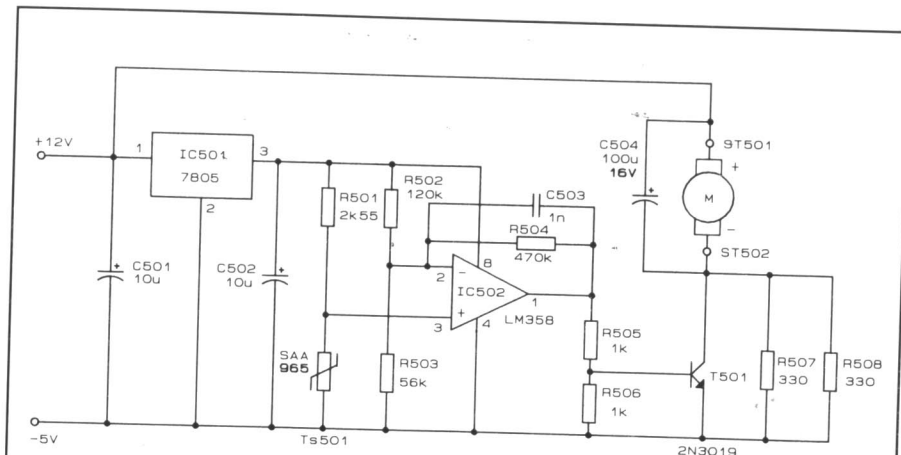 +12V
1
IC501
7805
3
2
C501
10u
C502
10u
R501
2k55
R502
120k
C503
1n
R504
470k
2
8
IC502
3
4
1
LM358
SAA
965
Ts501
R503
56k
R505
1k
R506
1k
C504
100u
16V
ST501
+
M
-
ST502
T501
2N3019
R507
330
R508
330
-5V